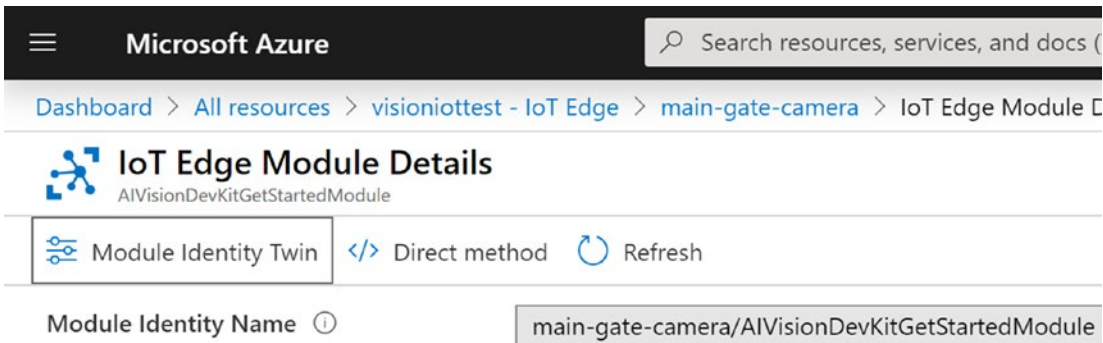 Microsoft Azure
Search resources, services, and docs (
Dashboard > All resources > visioniottest - IoT Edge > main-gate-camera > IoT Edge Module D
IoT Edge Module Details
AIVisionDevKitGetStartedModule
Module Identity Twin </> Direct method Refresh
Module Identity Name main-gate-camera/AIVisionDevKitGetStartedModule